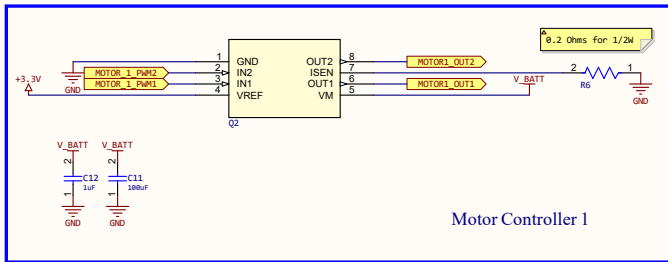 0.2 Ohms for 1/2W
+3.3V
GND
MOTOR_1_PWM2
MOTOR_1_PWM1
1
2
3
4
GND
IN2
IN1
VREF
OUT2
ISEN
OUT1
VM
8
7
6
5
Q2
MOTOR1_OUT2
MOTOR1_OUT1
V_BATT
2
1
R6
GND
V_BATT
2
C12
1uF
1
GND
V_BATT
2
C11
100uF
1
GND
Motor Controller 1